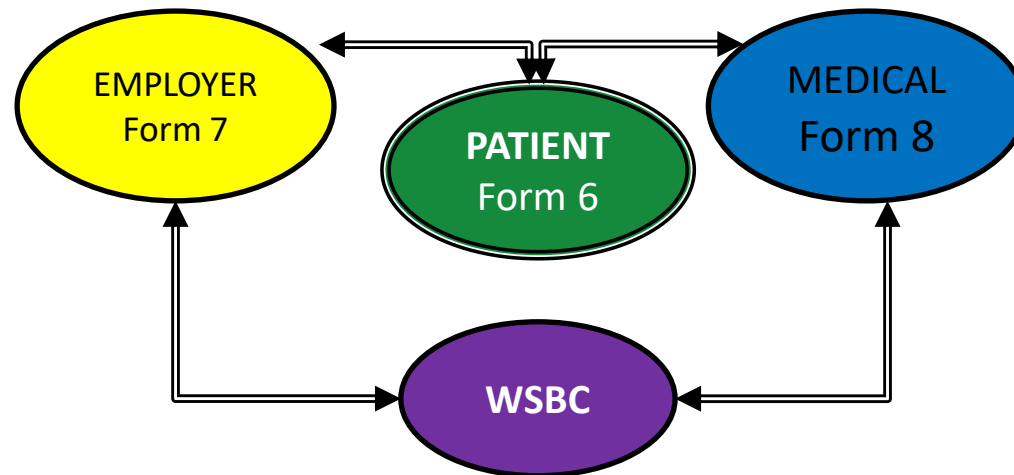 EMPLOYER
Form 7
PATIENT
Form 6
MEDICAL
Form 8
WSBC